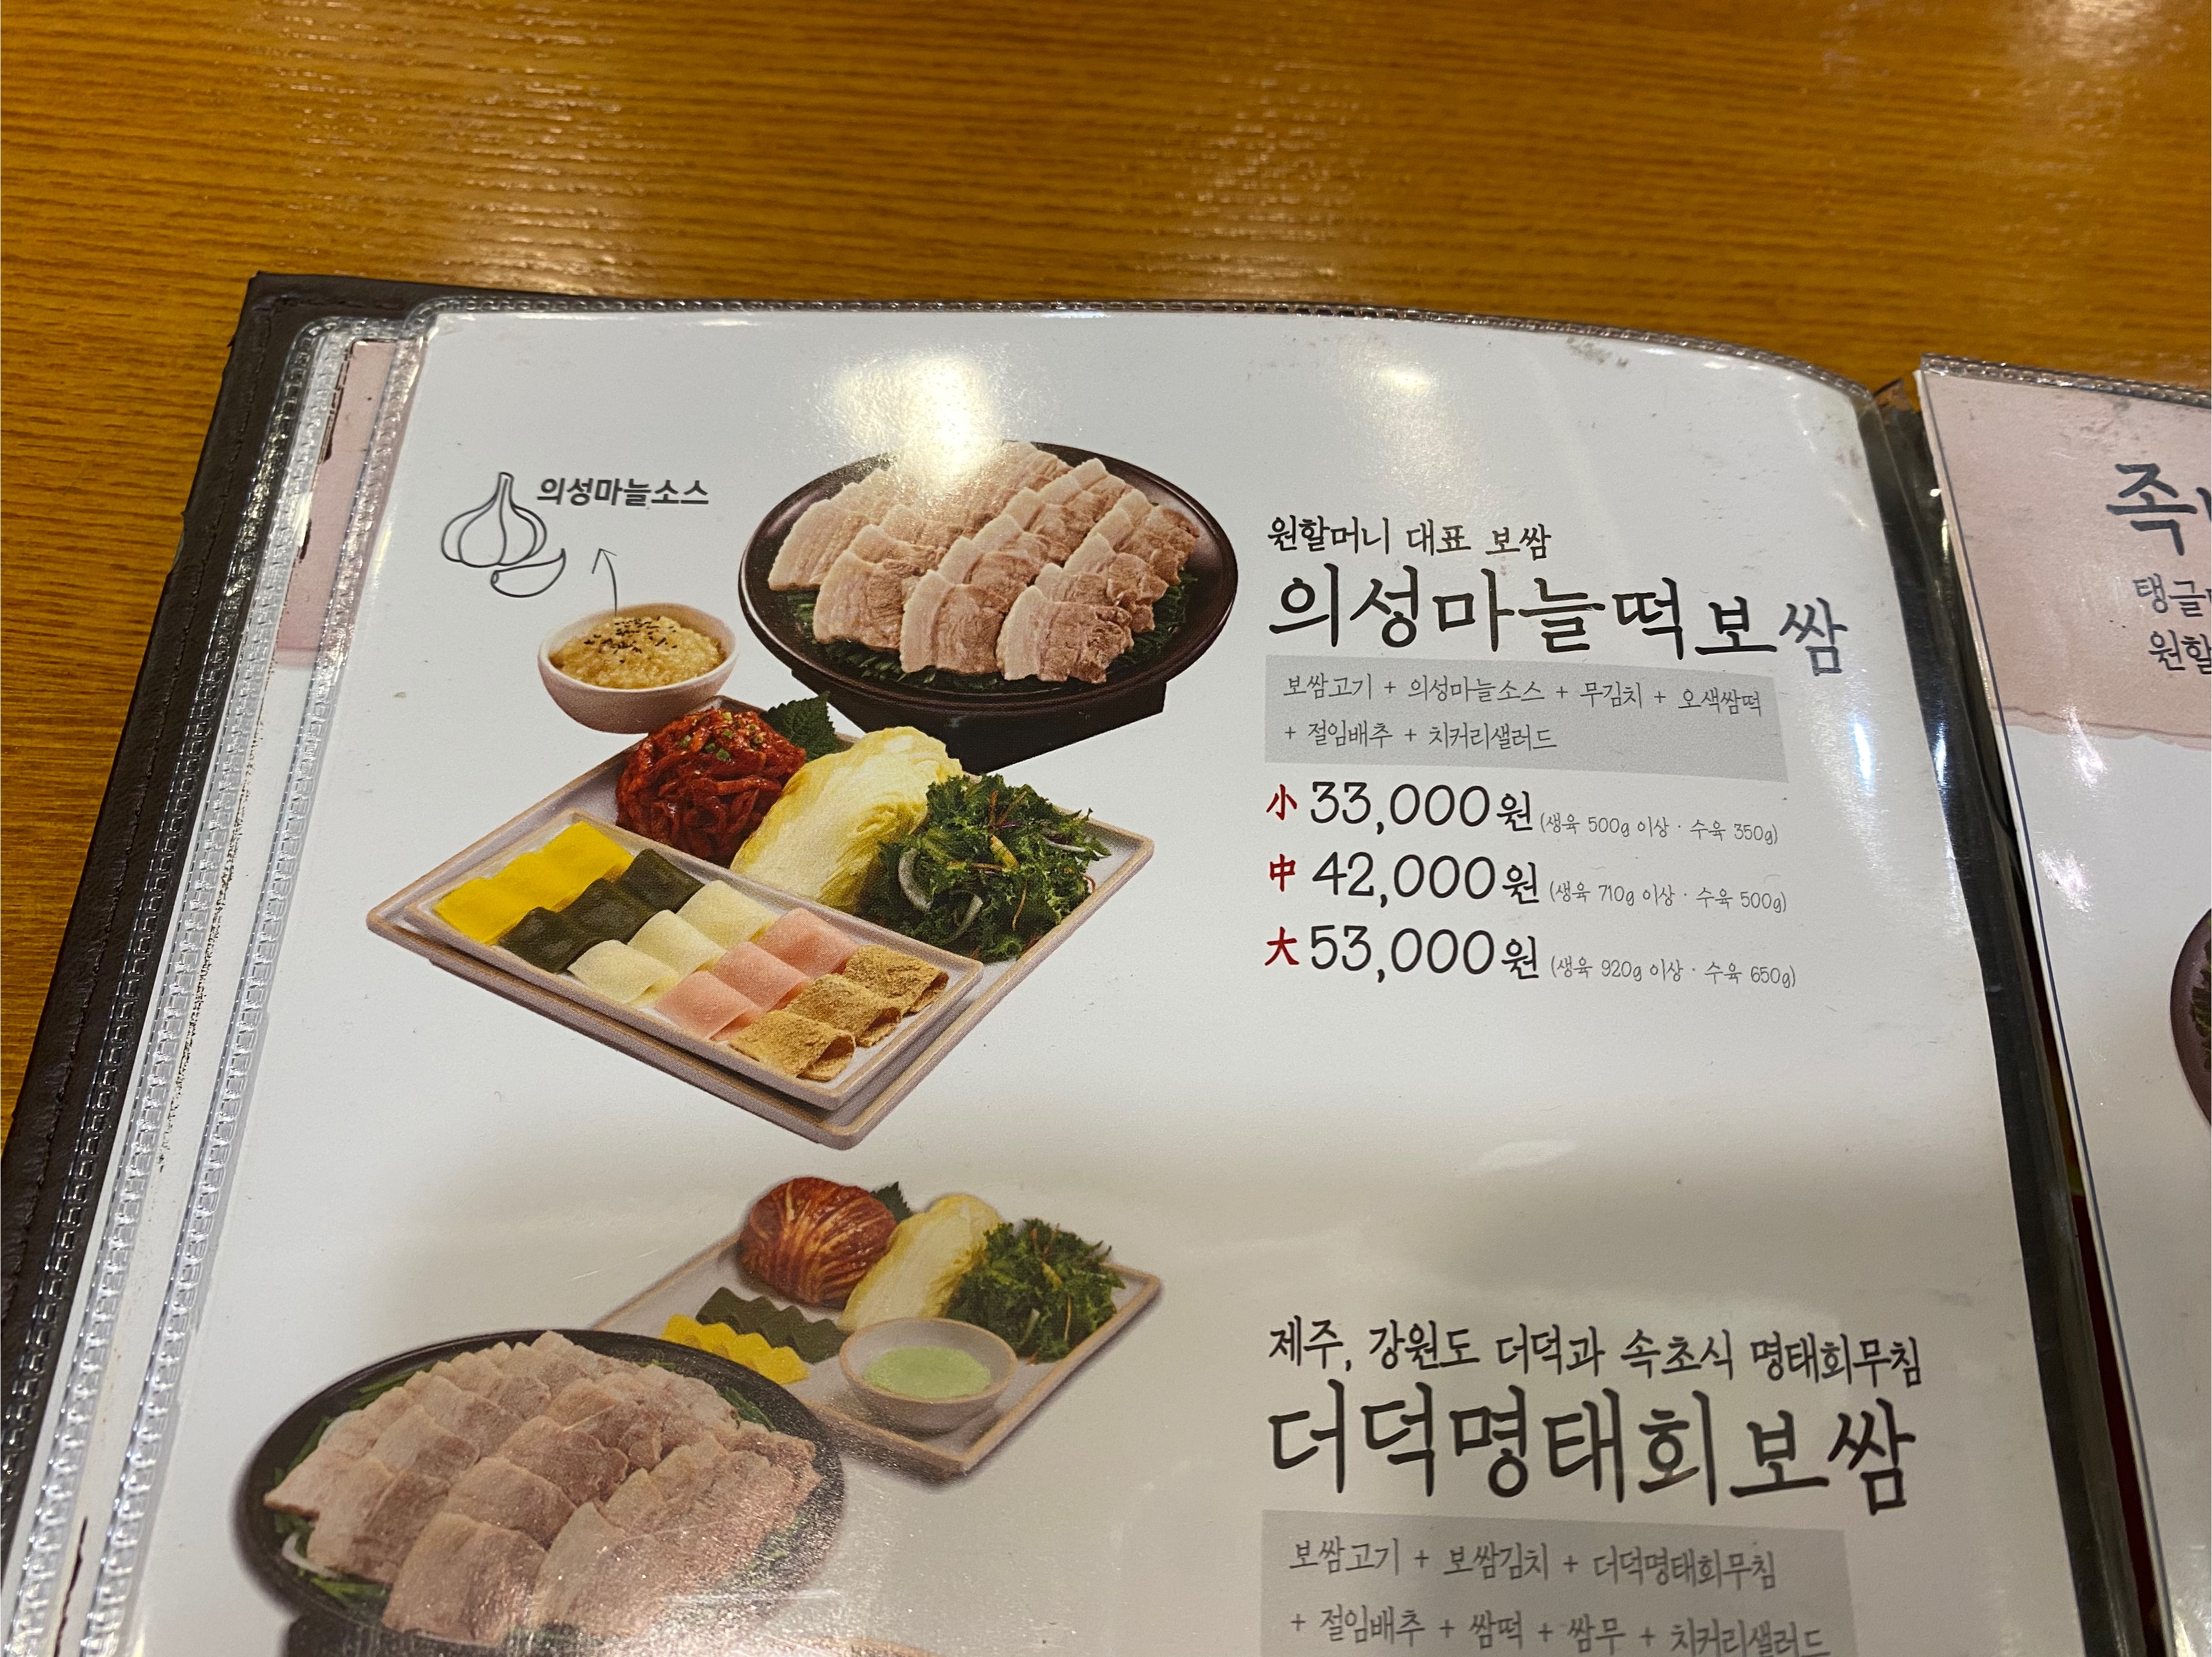 의성마늘소스
원할머니 대표 보쌈
의성마늘떡보쌈
보쌈고기 + 의성마늘소스 + 무김치 + 오색쌈떡
+ 절임배추 + 치커리샐러드
小 33,000원 (생육 500g 이상 · 수육 350g)
中 42,000원 (생육 710g 이상 · 수육 500g)
大 53,000원 (생육 920g 이상 · 수육 650g)
제주, 강원도 더덕과 속초식 명태회무침
더덕명태회보쌈
보쌈고기 + 보쌈김치 + 더덕명태회무침
+ 절임배추 + 쌈떡 + 쌈무 + 치커리샐러드
족
탱글
원할